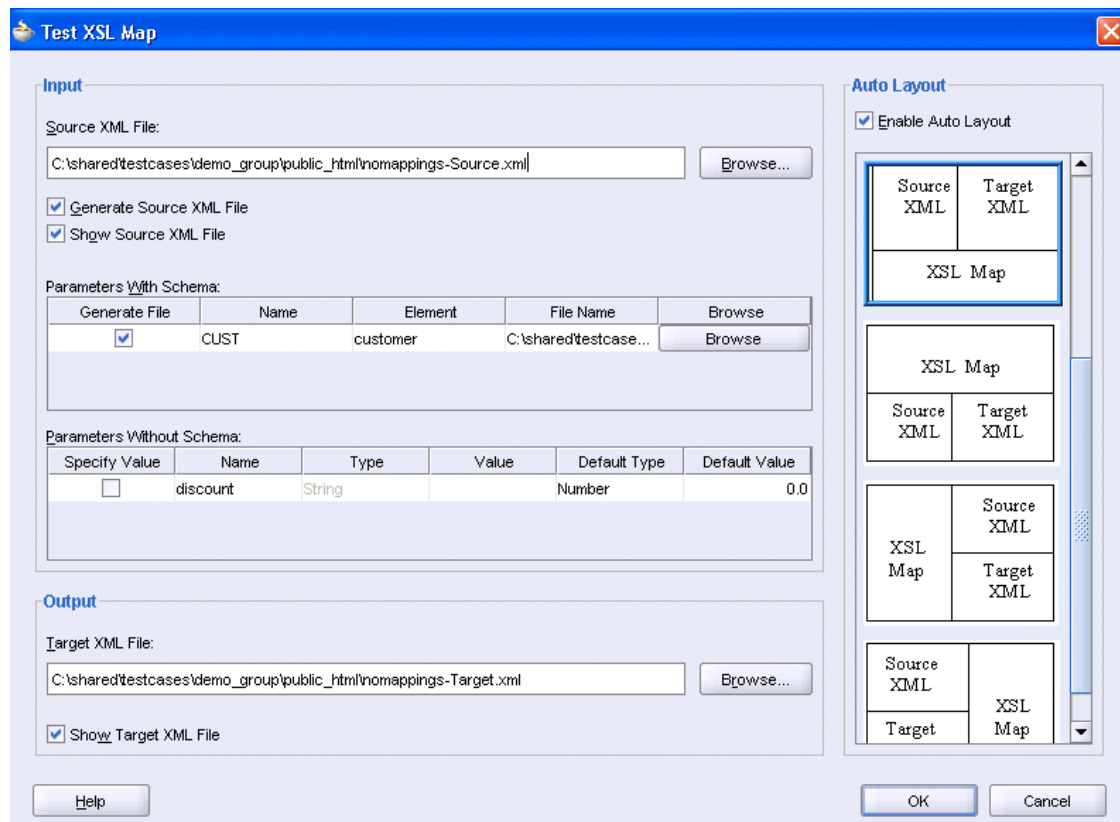 Test XSL Map
Input
Source XML File:
C:\shared\testcases\demo_group\public_html\nomappings-Source.xml
Browse...
Generate Source XML File
Show Source XML File
Parameters With Schema:
Generate File Name Element File Name Browse
CUST customer C:\shared\testcase... Browse
Parameters Without Schema:
Specify Value Name Type Value Default Type Default Value
discount String Number 0.0
Output
Target XML File:
C:\shared\testcases\demo_group\public_html\nomappings-Target.xml
Browse...
Show Target XML File
Auto Layout
Enable Auto Layout
Source XML
Target XML
XSL Map
XSL Map
Source XML
Target XML
XSL Map
Source XML
Target XML
Source XML
Target
XSL Map
Help
OK
Cancel